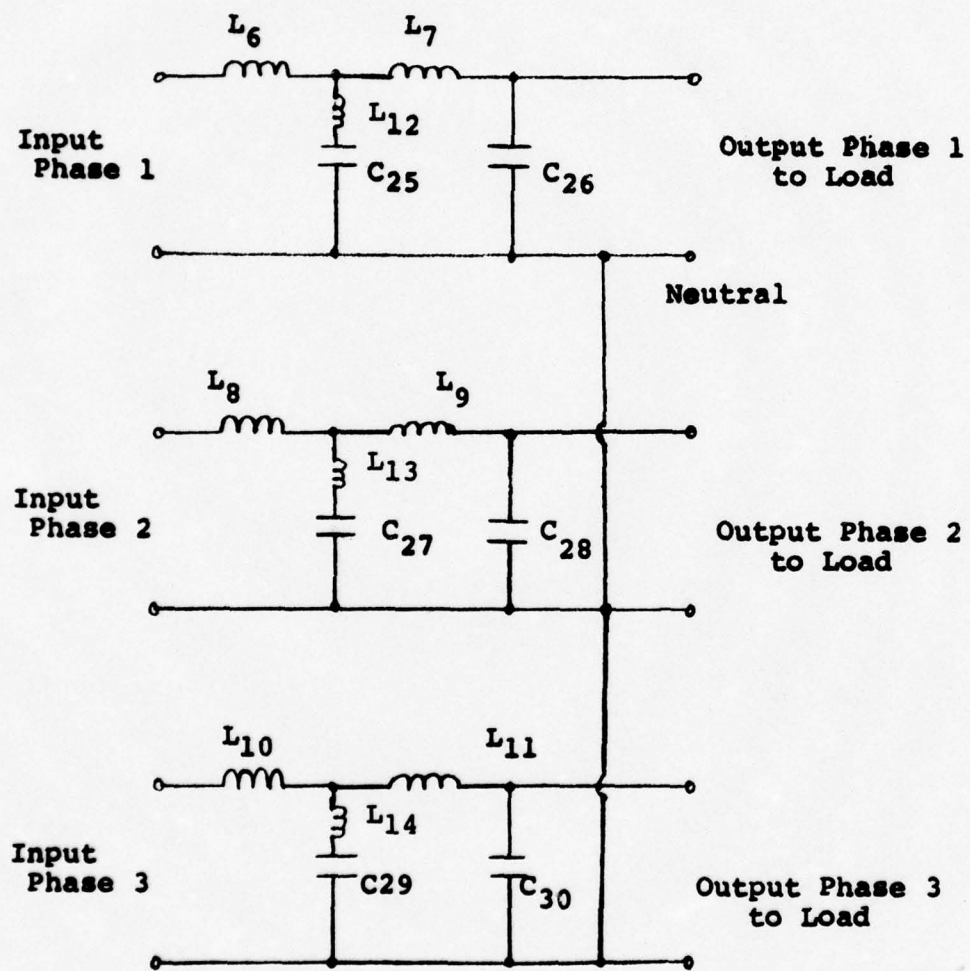 L6
L7
Input
Phase 1
L12
C25
C26
Output Phase 1
to Load
Neutral
L8
L9
Input
Phase 2
L13
C27
C28
Output Phase 2
to Load
L10
L11
Input
Phase 3
L14
C29
C30
Output Phase 3
to Load